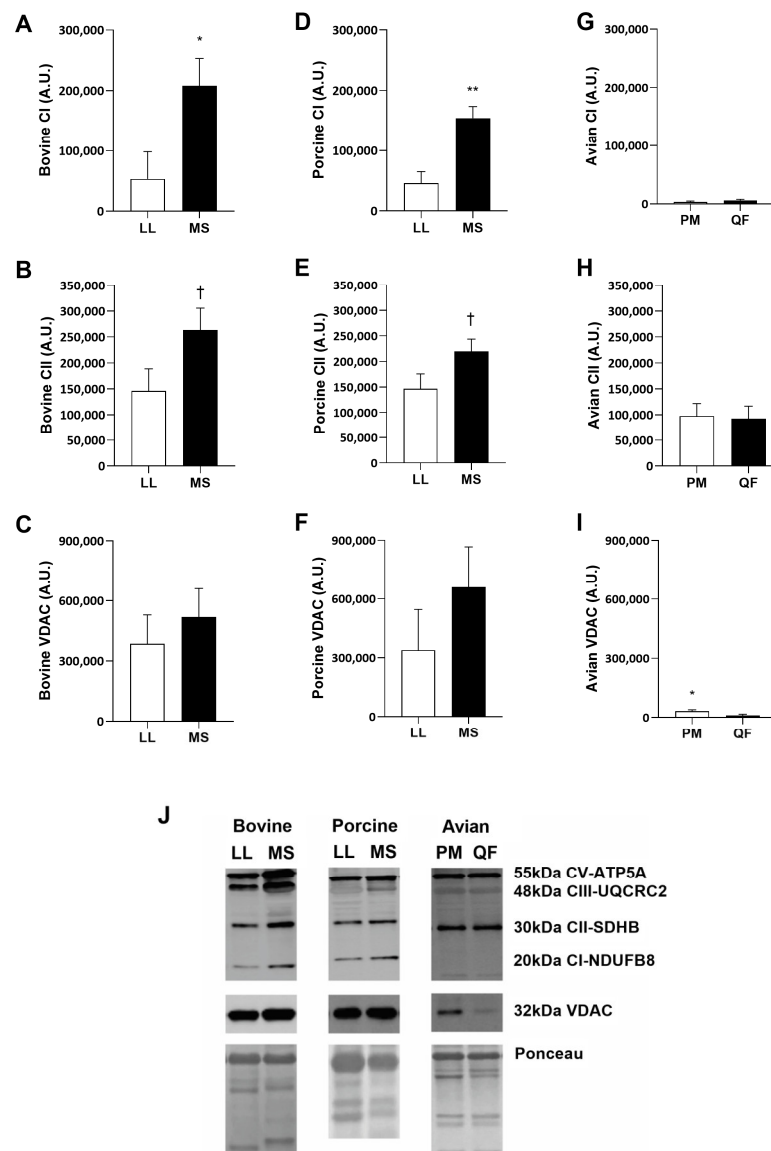 A
Bovine CI (A.U.)
300,000
200,000
100,000
0
*
LL MS
D
Porcine CI (A.U.)
300,000
200,000
100,000
0
**
LL MS
G
Avian CI (A.U.)
300,000
200,000
100,000
0
PM QF
B
Bovine CII (A.U.)
350,000
300,000
250,000
200,000
150,000
100,000
50,000
0
†
LL MS
E
Porcine CII (A.U.)
350,000
300,000
250,000
200,000
150,000
100,000
50,000
0
†
LL MS
H
Avian CII (A.U.)
350,000
300,000
250,000
200,000
150,000
100,000
50,000
0
PM QF
C
Bovine VDAC (A.U.)
900,000
600,000
300,000
0
LL MS
F
Porcine VDAC (A.U.)
900,000
600,000
300,000
0
LL MS
I
Avian VDAC (A.U.)
900,000
600,000
300,000
0
*
PM QF
J
Bovine Porcine Avian
LL MS LL MS PM QF
55kDa CV-ATP5A
48kDa CIII-UQCRC2
30kDa CII-SDHB
20kDa CI-NDUFB8
32kDa VDAC
Ponceau